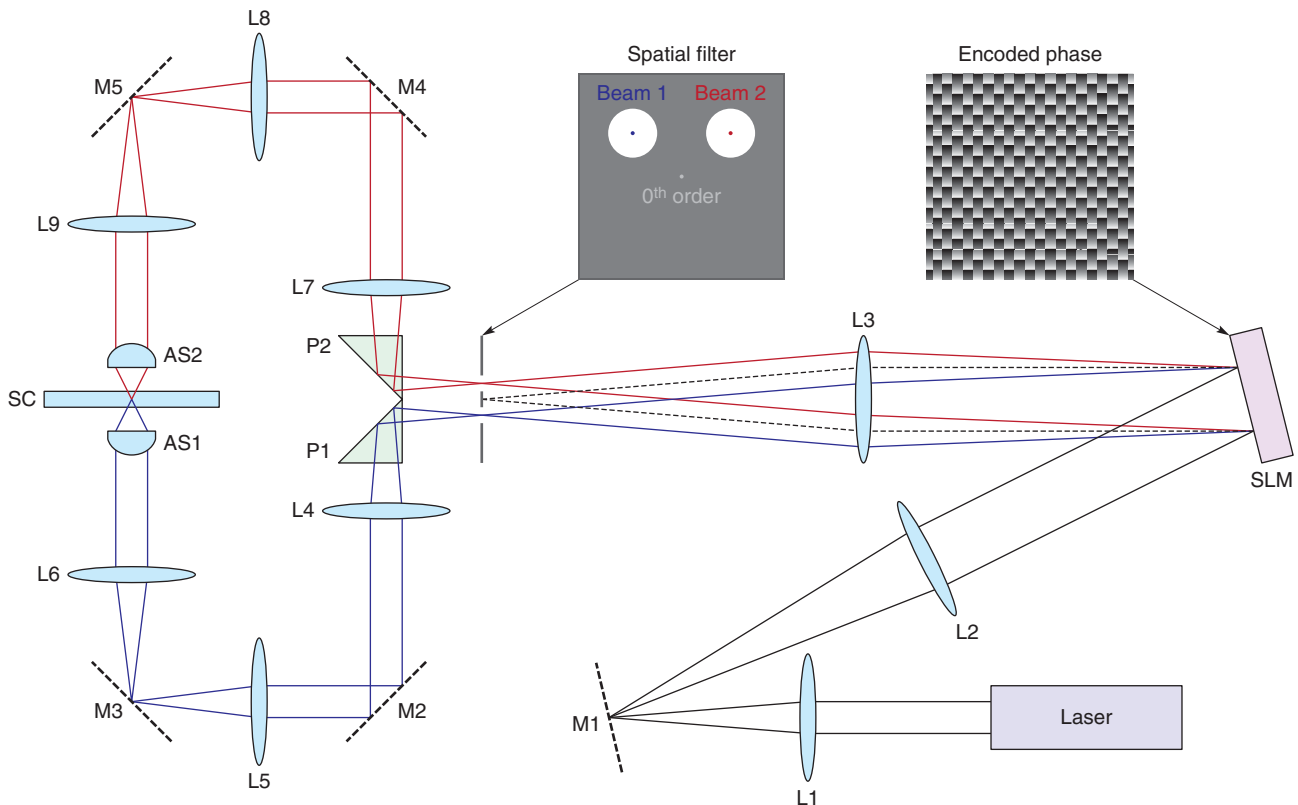 L8
M5
M4
Spatial filter
Encoded phase
Beam 1
Beam 2
0th order
L9
L7
L3
P2
AS2
SC
AS1
P1
SLM
L4
L6
L2
M3
M2
M1
Laser
L5
L1